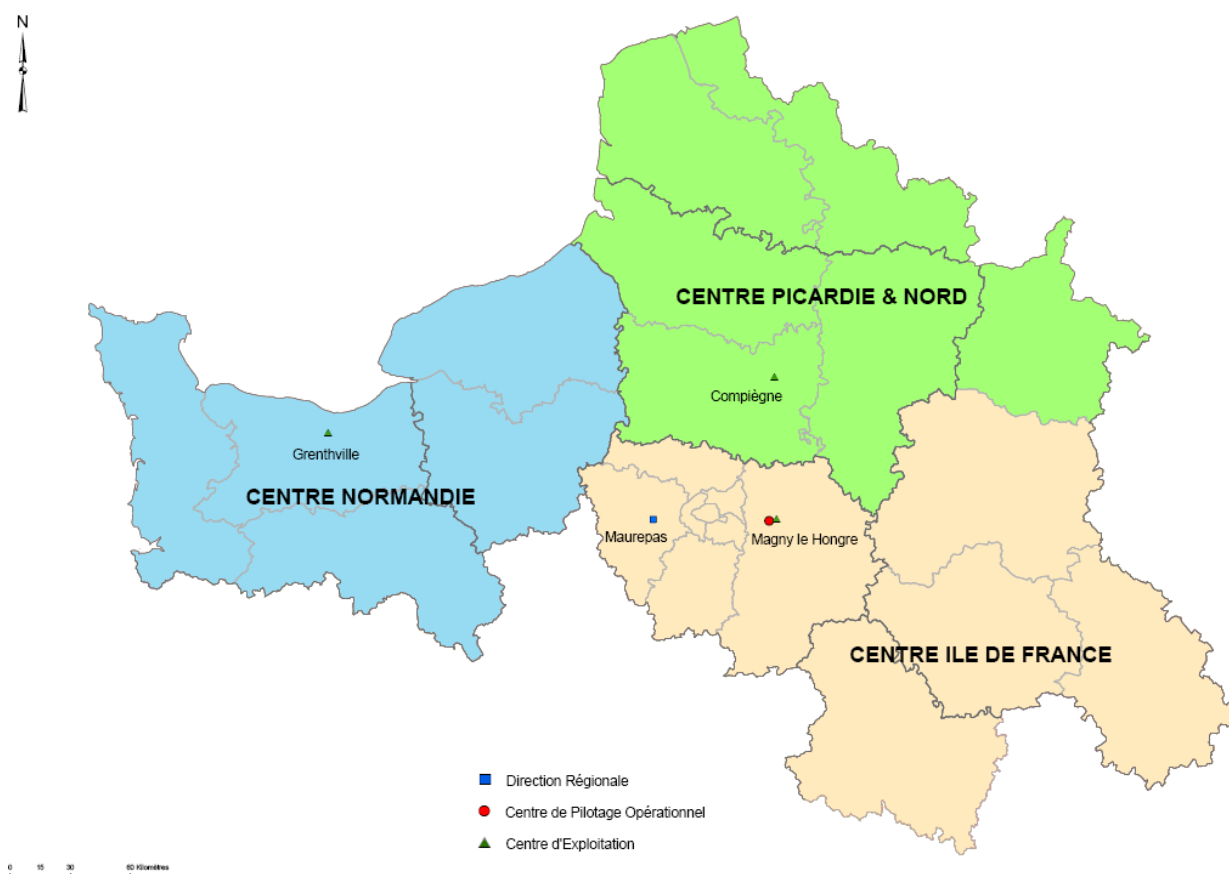 N
CENTRE PICARDIE & NORD
Compiègne
Grenthville
CENTRE NORMANDIE
Maurepas
Magny le Hongre
CENTRE ILE DE FRANCE
Direction Régionale
Centre de Pilotage Opérationnel
Centre d'Exploitation
0 15 30 60 Kilomètres